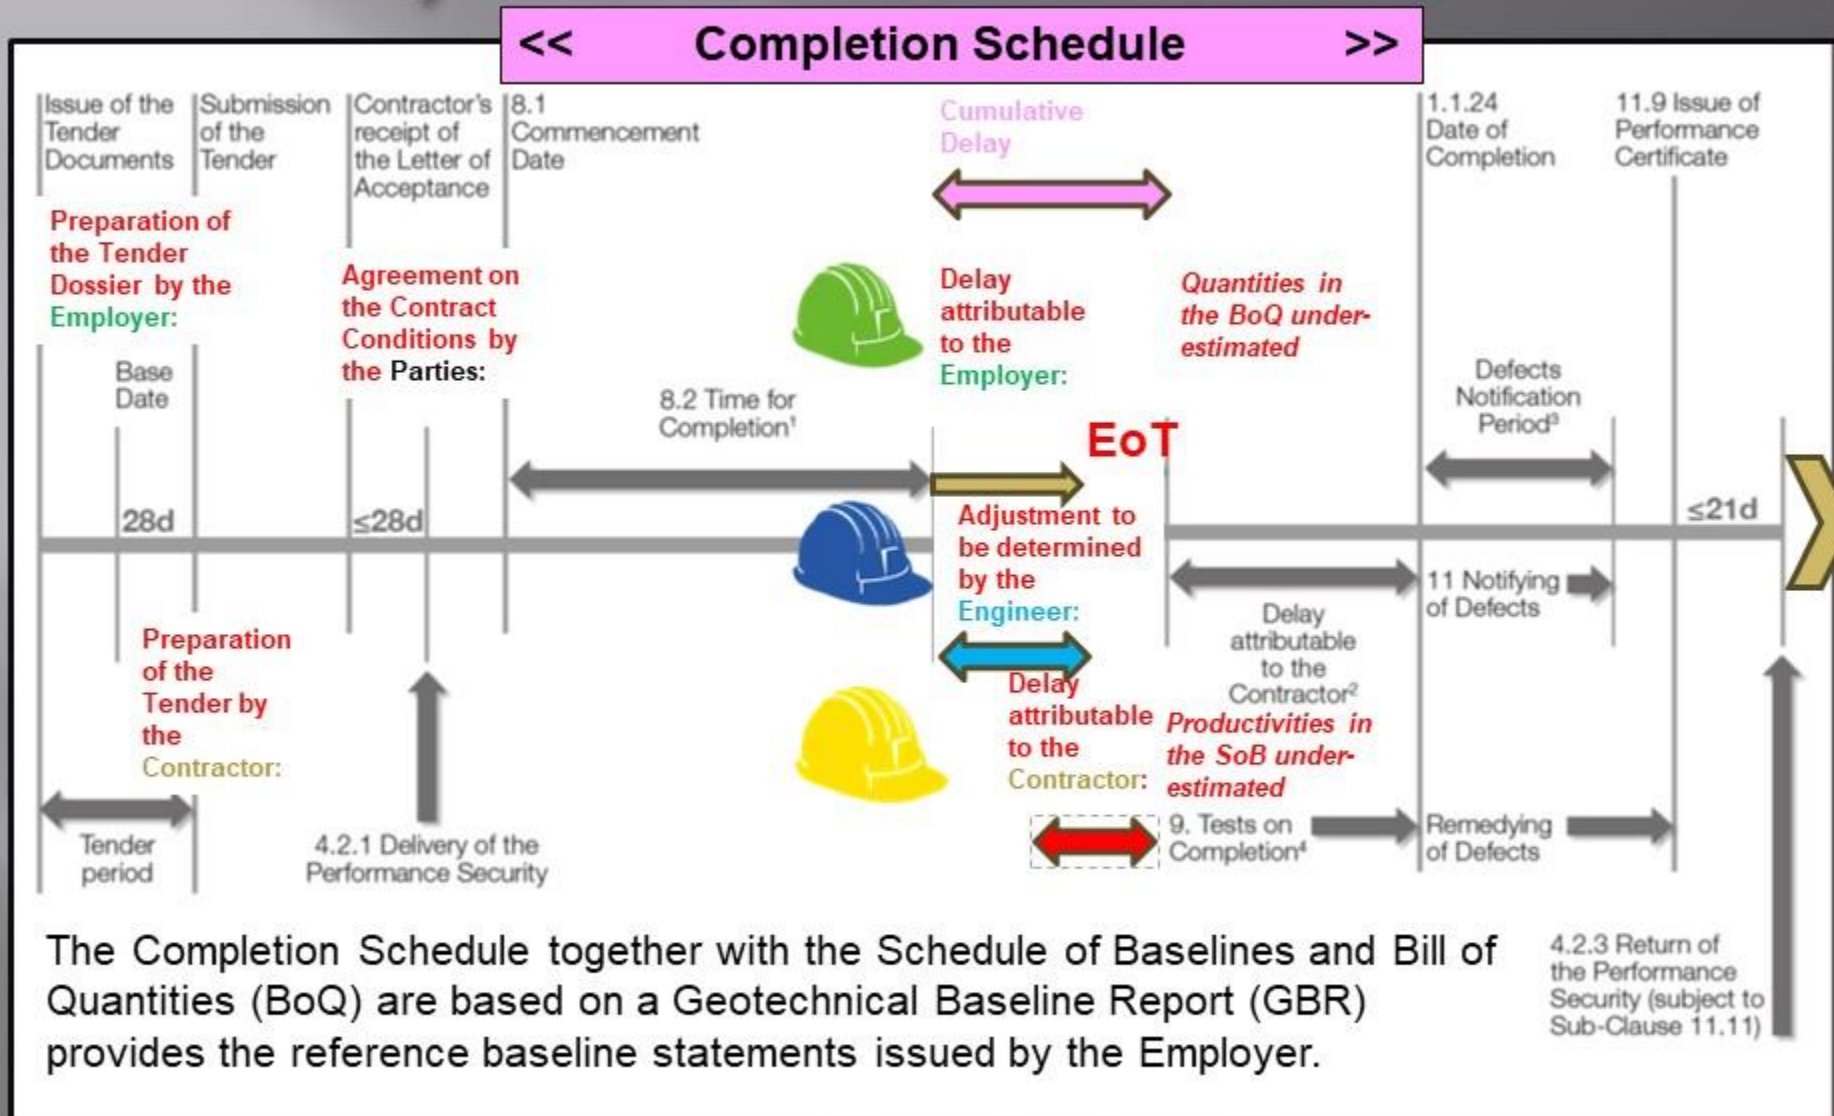 << Completion Schedule >>
Issue of the
Tender
Documents
Submission
of the
Tender
Contractor's
receipt of
the Letter of
Acceptance
8.1
Commencement
Date
Cumulative
Delay
1.1.24
Date of
Completion
11.9 Issue of
Performance
Certificate
Preparation of
the Tender
Dossier by the
Employer:
Agreement on
the Contract
Conditions by
the Parties:
Delay
attributable
to the
Employer:
Quantities in
the BoQ under-
estimated
Base
Date
8.2 Time for
Completion¹
Defects
Notification
Period³
EoT
28d
≤28d
≤21d
Adjustment to
be determined
by the
Engineer:
11 Notifying
of Defects
Delay
attributable
to the
Contractor²
Preparation
of the
Tender by
the
Contractor:
Delay
attributable
to the
Contractor:
Productivities in
the SoB under-
estimated
Tender
period
4.2.1 Delivery of the
Performance Security
9. Tests on
Completion⁴
Remedying
of Defects
The Completion Schedule together with the Schedule of Baselines and Bill of
Quantities (BoQ) are based on a Geotechnical Baseline Report (GBR)
provides the reference baseline statements issued by the Employer.
4.2.3 Return of
the Performance
Security (subject to
Sub-Clause 11.11)